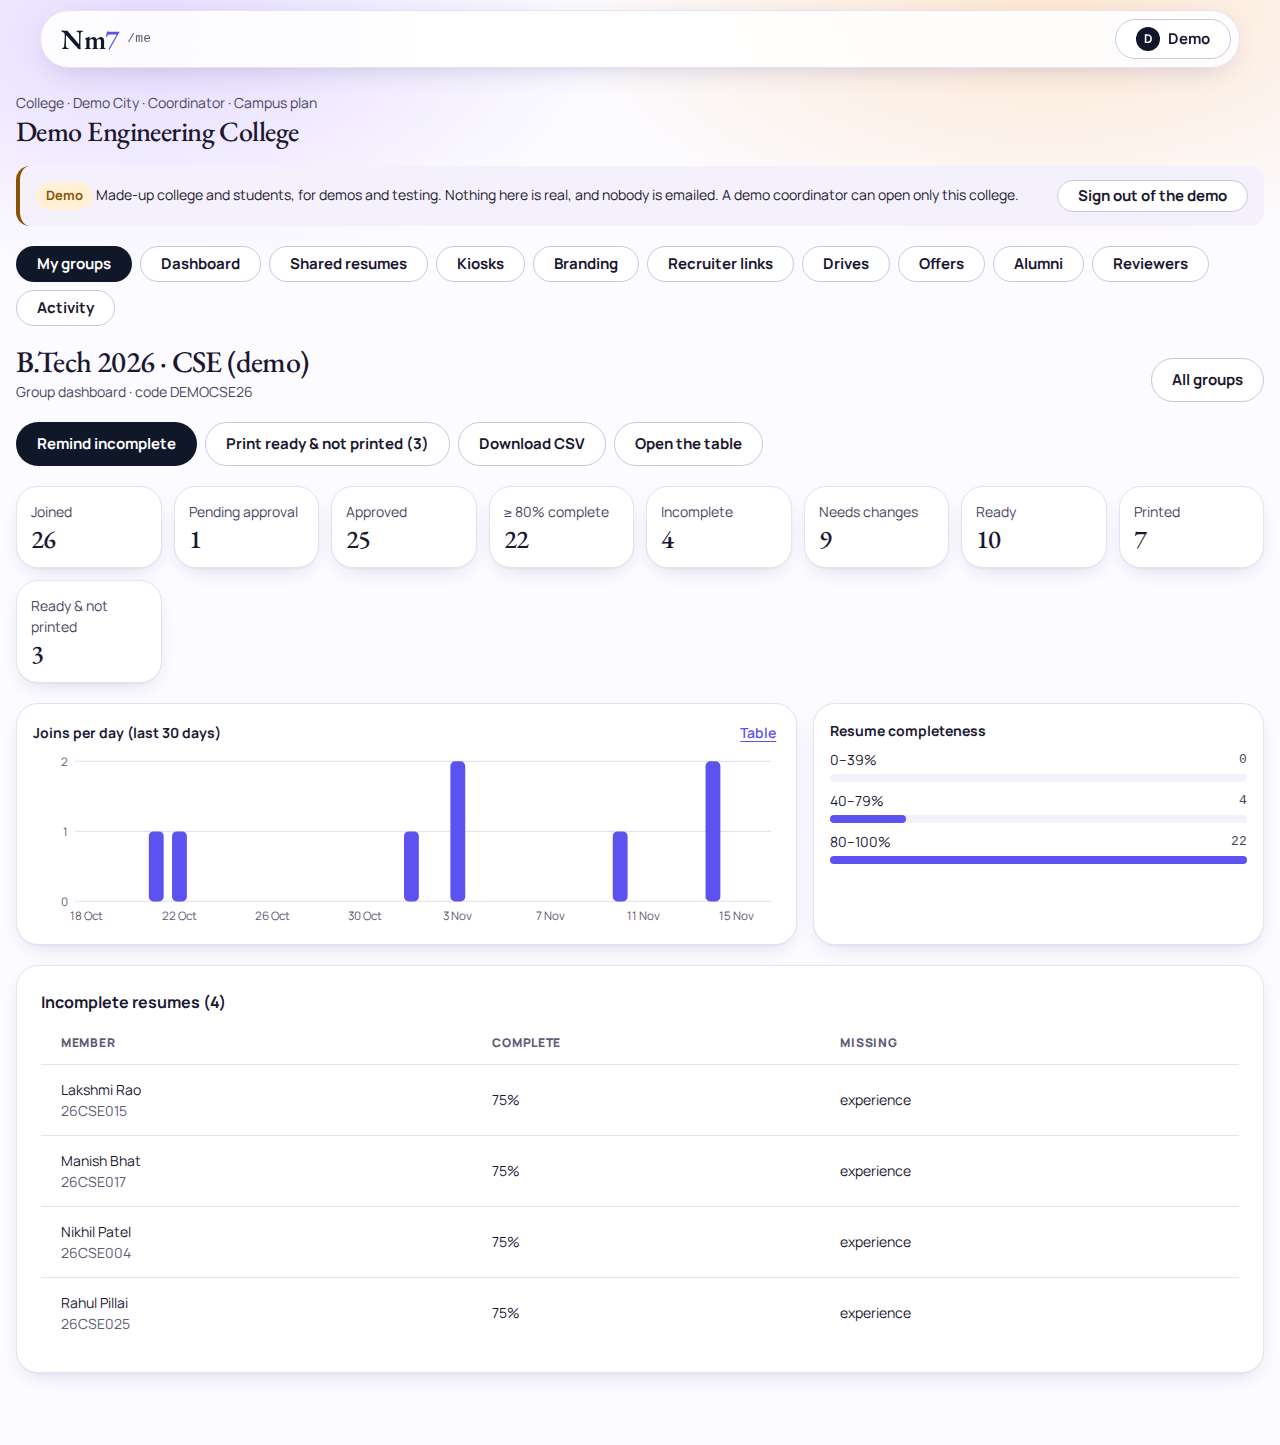 Nm7 /me
D Demo
College · Demo City · Coordinator · Campus plan
Demo Engineering College
Demo Made-up college and students, for demos and testing. Nothing here is real, and nobody is emailed. A demo coordinator can open only this college. Sign out of the demo
My groups Dashboard Shared resumes Kiosks Branding Recruiter links Drives Offers Alumni Reviewers
Activity
B.Tech 2026 · CSE (demo)
Group dashboard · code DEMOCSE26
All groups
Remind incomplete Print ready & not printed (3) Download CSV Open the table
Joined
26
Pending approval
1
Approved
25
≥ 80% complete
22
Incomplete
4
Needs changes
9
Ready
10
Printed
7
Ready & not
printed
3
Joins per day (last 30 days) Table
2
1
0
18 Oct 22 Oct 26 Oct 30 Oct 3 Nov 7 Nov 11 Nov 15 Nov
Resume completeness
0–39% 0
40–79% 4
80–100% 22
Incomplete resumes (4)
MEMBER COMPLETE MISSING
Lakshmi Rao
26CSE015
75% experience
Manish Bhat
26CSE017
75% experience
Nikhil Patel
26CSE004
75% experience
Rahul Pillai
26CSE025
75% experience